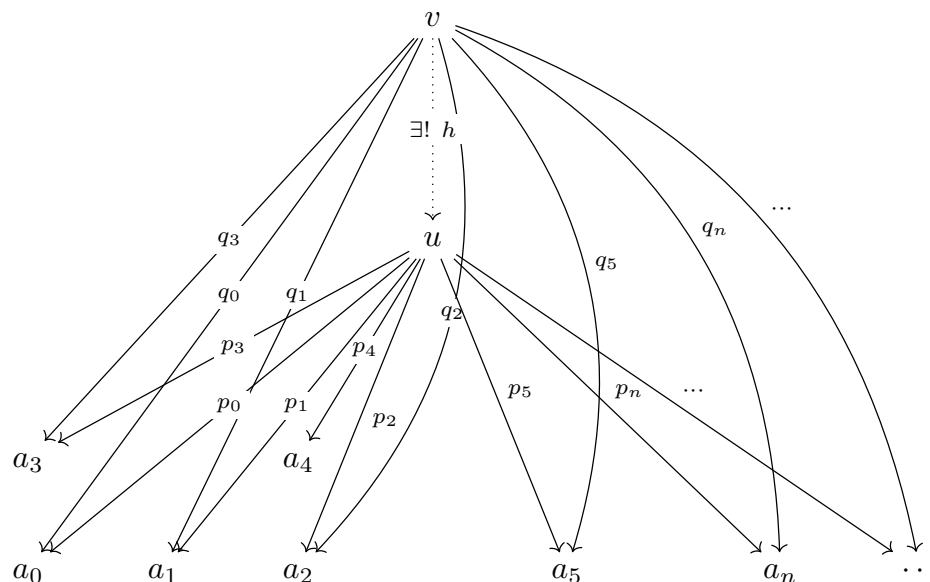 v
∃! h
...
q₃
qₙ
u
q₅
q₀
q₁
q₂
p₃
p₄
p₀
p₁
p₅
pₙ
...
p₂
a₃
a₄
a₀
a₁
a₂
a₅
aₙ
··